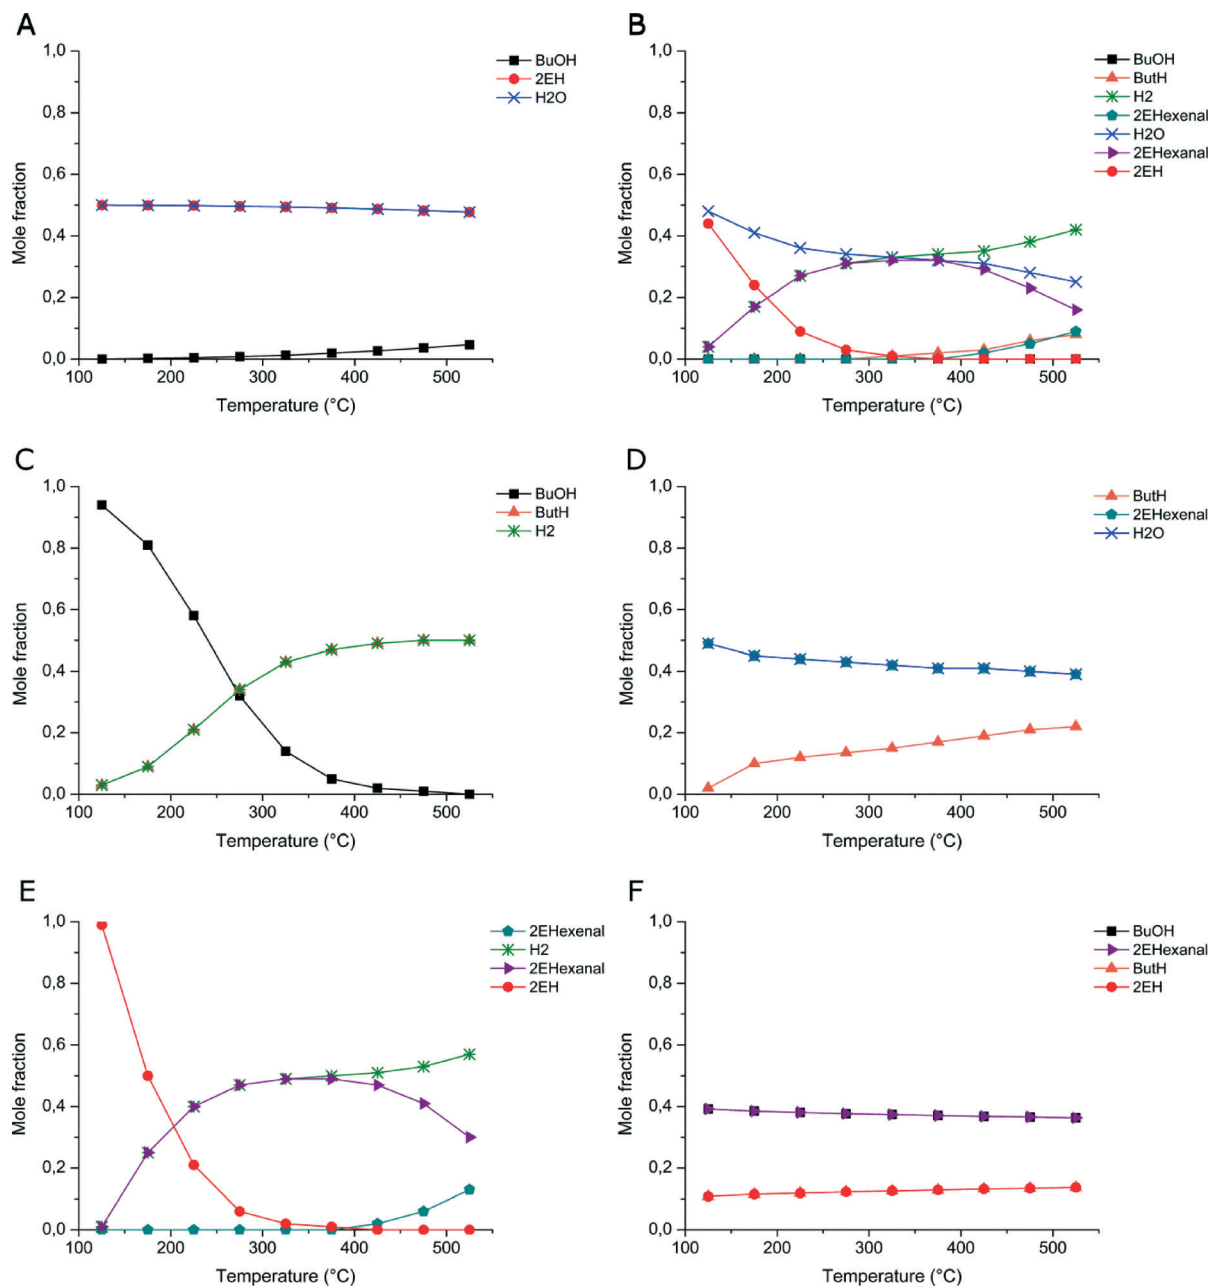 A
1,0
0,8
0,6
0,4
0,2
0,0
Mole fraction
100 200 300 400 500
Temperature (°C)
BuOH
2EH
H2O
B
1,0
0,8
0,6
0,4
0,2
0,0
Mole fraction
100 200 300 400 500
Temperature (°C)
BuOH
ButH
H2
2EHexenal
H2O
2EHexanal
2EH
C
1,0
0,8
0,6
0,4
0,2
0,0
Mole fraction
100 200 300 400 500
Temperature (°C)
BuOH
ButH
H2
D
1,0
0,8
0,6
0,4
0,2
0,0
Mole fraction
100 200 300 400 500
Temperature (°C)
ButH
2EHexenal
H2O
E
1,0
0,8
0,6
0,4
0,2
0,0
Mole fraction
100 200 300 400 500
Temperature (°C)
2EHexenal
H2
2EHexanal
2EH
F
1,0
0,8
0,6
0,4
0,2
0,0
Mole fraction
100 200 300 400 500
Temperature (°C)
BuOH
2EHexanal
ButH
2EH